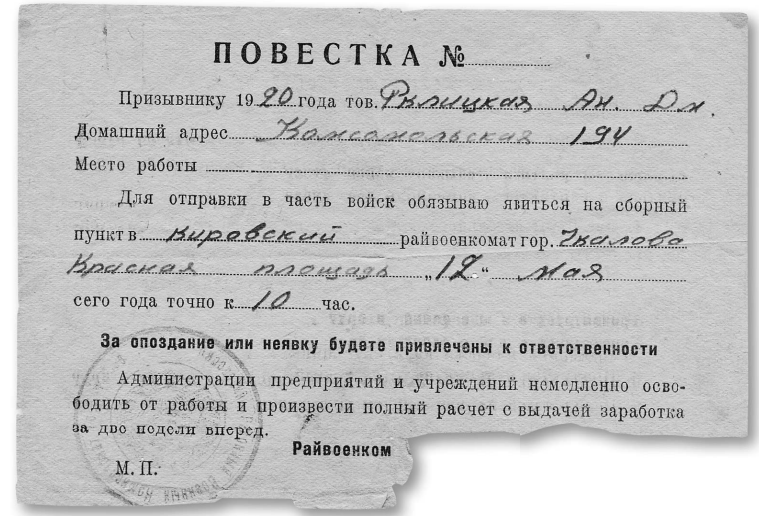 ПОВЕСТКА №
Призывнику 1920 года тов. Рклицкая Ан. Дм.
Домашний адрес Комсомольская 194
Место работы
Для отправки в часть войск обязываю явиться на сборный
пункт в кировский райвоенкомат гор. Чкалова
Красная площадь „12“ мая
сего года точно к 10 час.
За опоздание или неявку будете привлечены к ответственности
Администрации предприятий и учреждений немедленно осво-
бодить от работы и произвести полный расчет с выдачей заработка
за две недели вперед.
Райвоенком
М. П.